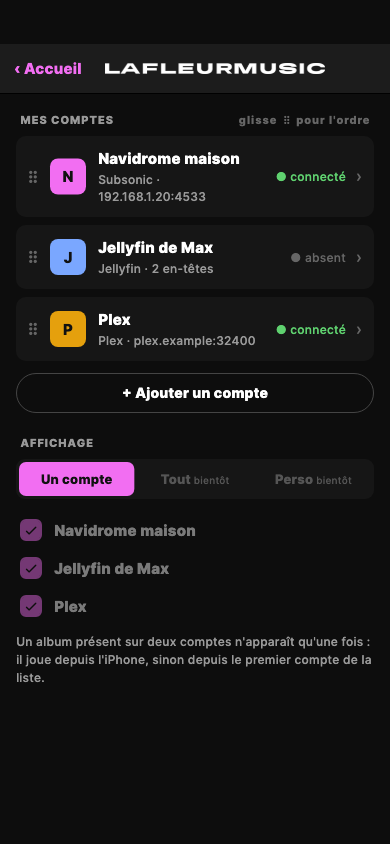 ‹ Accueil LAFLEURMUSIC
MES COMPTES glisse ⠿ pour l'ordre
N Navidrome maison
Subsonic ·
192.168.1.20:4533
connecté ›
J Jellyfin de Max
Jellyfin · 2 en-têtes
absent ›
P Plex
Plex · plex.example:32400
connecté ›
+ Ajouter un compte
AFFICHAGE
Un compte Tout bientôt Perso bientôt
Navidrome maison
Jellyfin de Max
Plex
Un album présent sur deux comptes n'apparaît qu'une fois :
il joue depuis l'iPhone, sinon depuis le premier compte de la
liste.